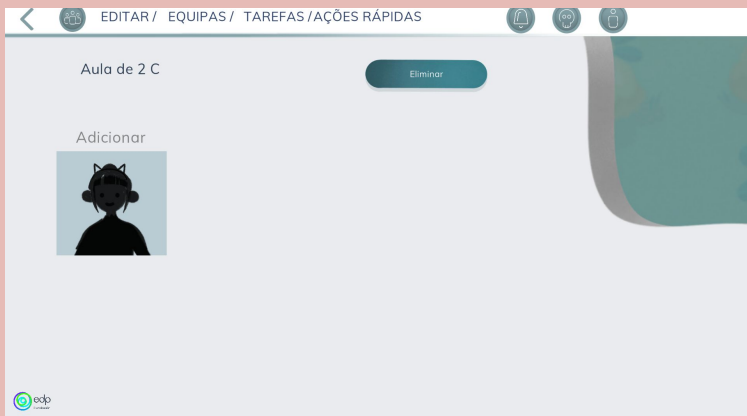 EDITAR / EQUIPAS / TAREFAS /AÇÕES RÁPIDAS
Aula de 2 C
Eliminar
Adicionar
edp